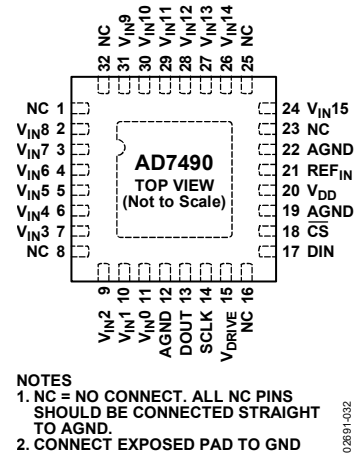 32 NC
31 VIN9
30 VIN10
29 VIN11
28 VIN12
27 VIN13
26 VIN14
25 NC
NC 1
VIN8 2
VIN7 3
VIN6 4
VIN5 5
VIN4 6
VIN3 7
NC 8
AD7490
TOP VIEW
(Not to Scale)
24 VIN15
23 NC
22 AGND
21 REFIN
20 VDD
19 AGND
18 C̅S̅
17 DIN
VIN2 9
VIN1 10
VIN0 11
AGND 12
DOUT 13
SCLK 14
VDRIVE 15
NC 16
NOTES
1. NC = NO CONNECT. ALL NC PINS
SHOULD BE CONNECTED STRAIGHT
TO AGND.
2. CONNECT EXPOSED PAD TO GND
02691-032